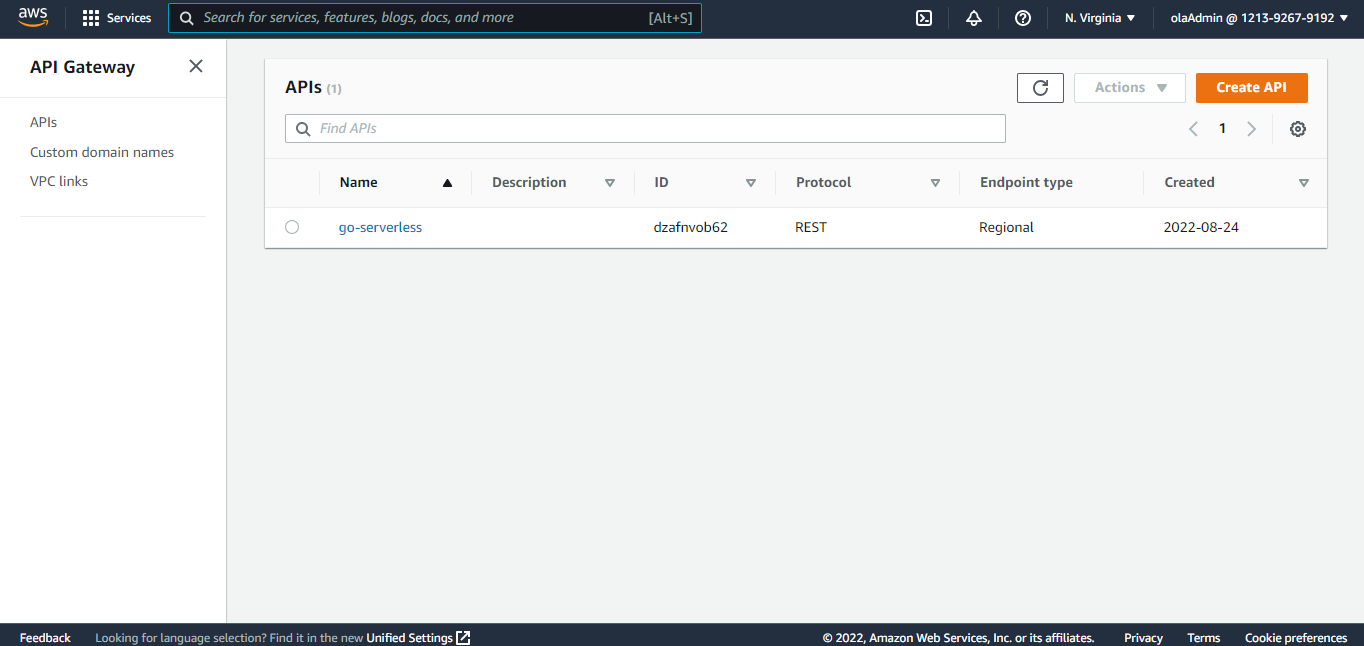 aws Services Search for services, features, blogs, docs, and more [Alt+S] N. Virginia ▼ olaAdmin @ 1213-9267-9192 ▼
API Gateway
APIs
Custom domain names
VPC links
APIs (1) Actions ▼ Create API
Find APIs 1
Name ▲ Description ▽ ID ▽ Protocol ▽ Endpoint type Created ▽
go-serverless dzafnvob62 REST Regional 2022-08-24
Feedback Looking for language selection? Find it in the new Unified Settings © 2022, Amazon Web Services, Inc. or its affiliates. Privacy Terms Cookie preferences